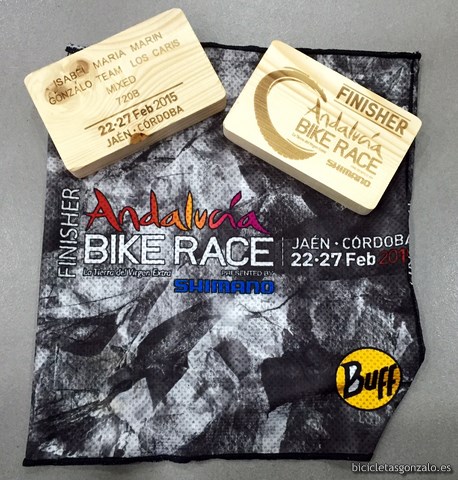 ISABEL MARIA MARIN
GONZÁLO TEAM LOS CARIS
MIXED
720B
22-27 Feb 2015
JAÉN · CÓRDOBA
FINISHER
Andalucía
BIKE RACE
SHIMANO
FINISHER
Andalucía
BIKE RACE
La Tierra del Virgen Extra
PRESENTED BY
SHIMANO
JAÉN · CÓRDOBA
22·27 Feb 2015
BUFF
bicicletasgonzalo.es